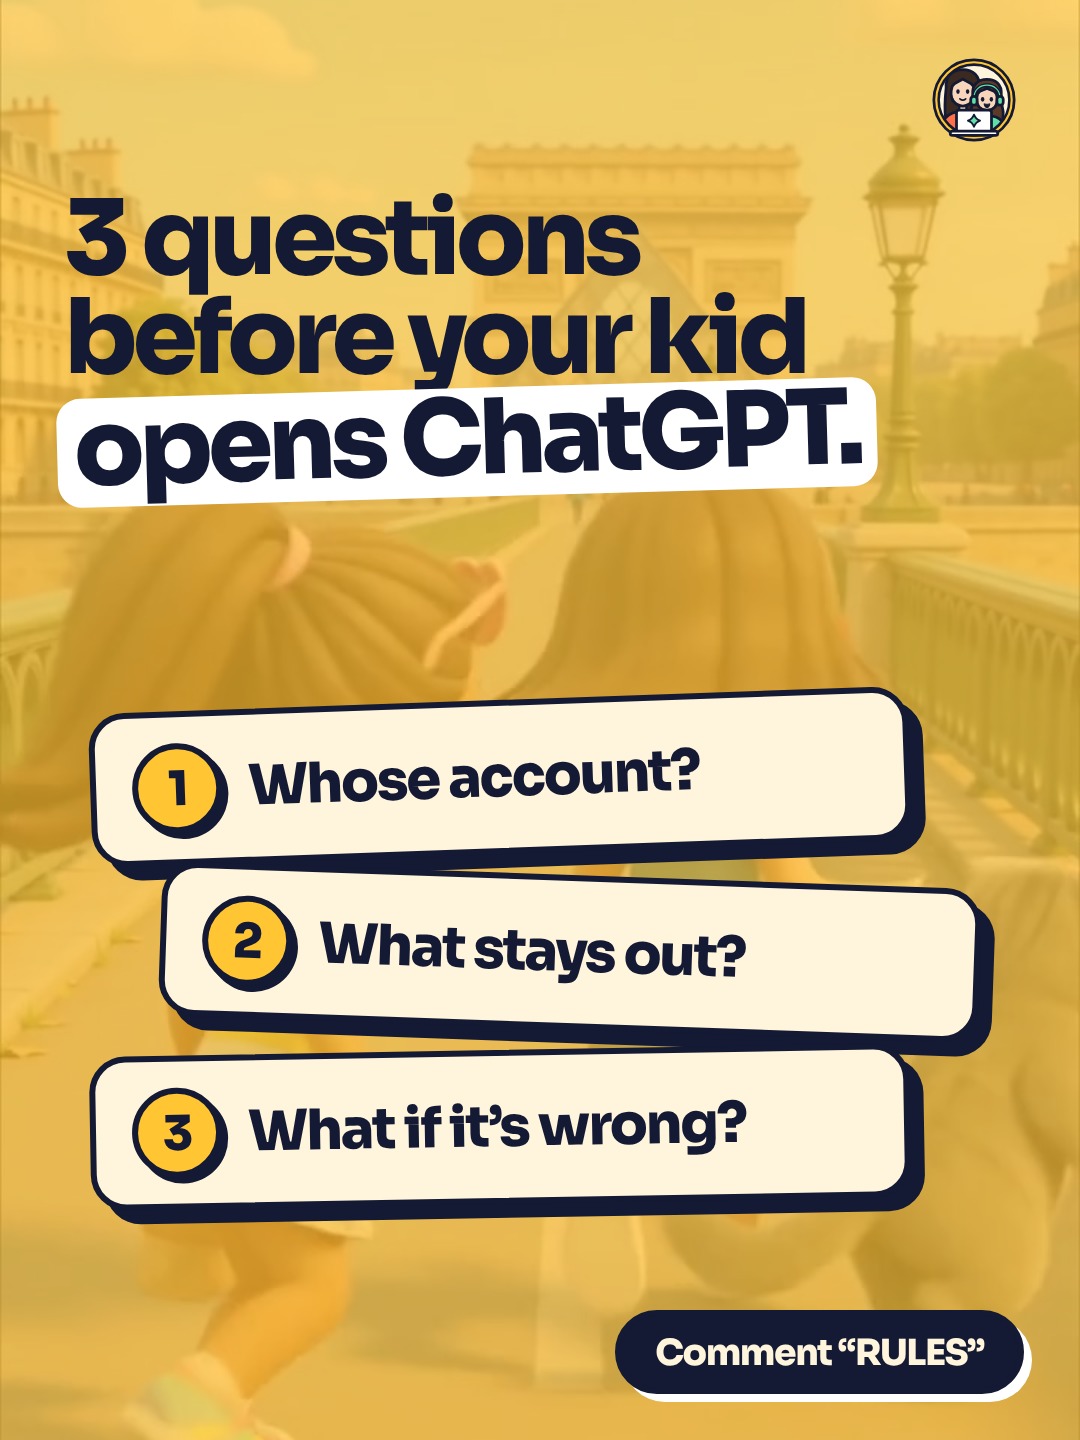 3 questions
before your kid
opens ChatGPT.
1 Whose account?
2 What stays out?
3 What if it’s wrong?
Comment “RULES”